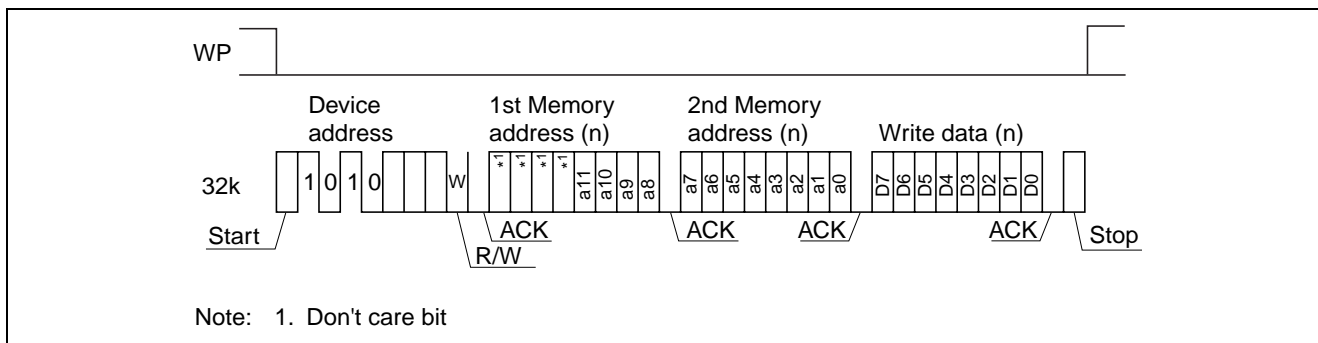 WP
Device address
1st Memory address (n)
2nd Memory address (n)
Write data (n)
32k
1 0 1 0
W
*1 *1 *1 *1 a11 a10 a9 a8
a7 a6 a5 a4 a3 a2 a1 a0
D7 D6 D5 D4 D3 D2 D1 D0
Start
R/W
ACK
ACK
ACK
ACK
Stop
Note: 1. Don't care bit